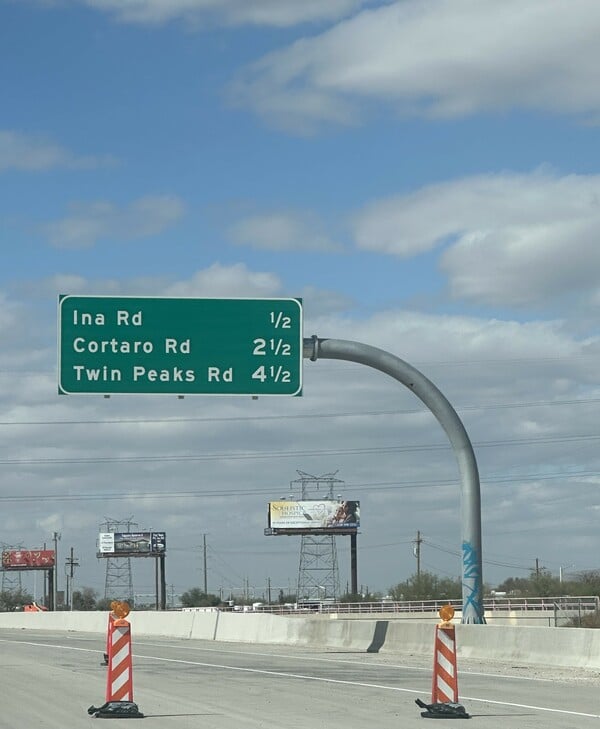 Ina Rd 1/2
Cortaro Rd 2 1/2
Twin Peaks Rd 4 1/2